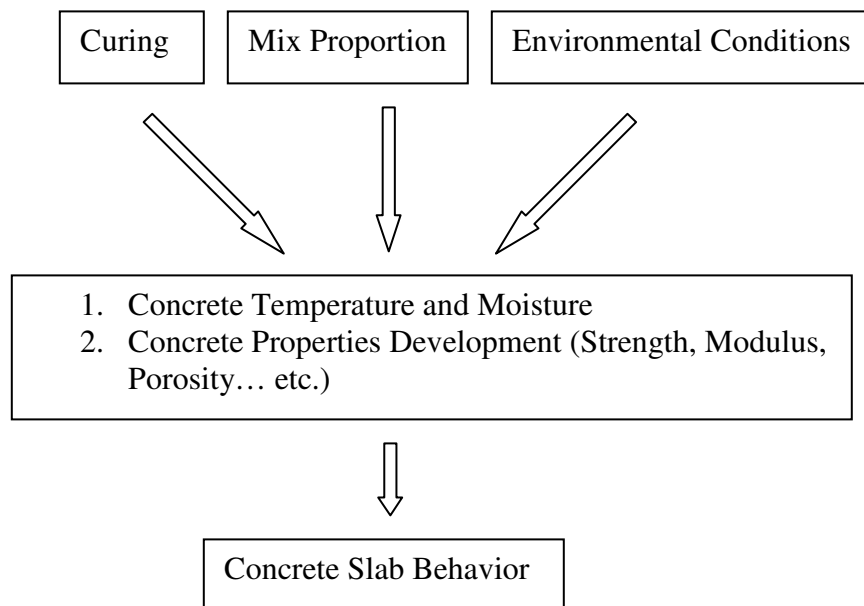 Curing
Mix Proportion
Environmental Conditions
1. Concrete Temperature and Moisture
2. Concrete Properties Development (Strength, Modulus,
Porosity… etc.)
Concrete Slab Behavior